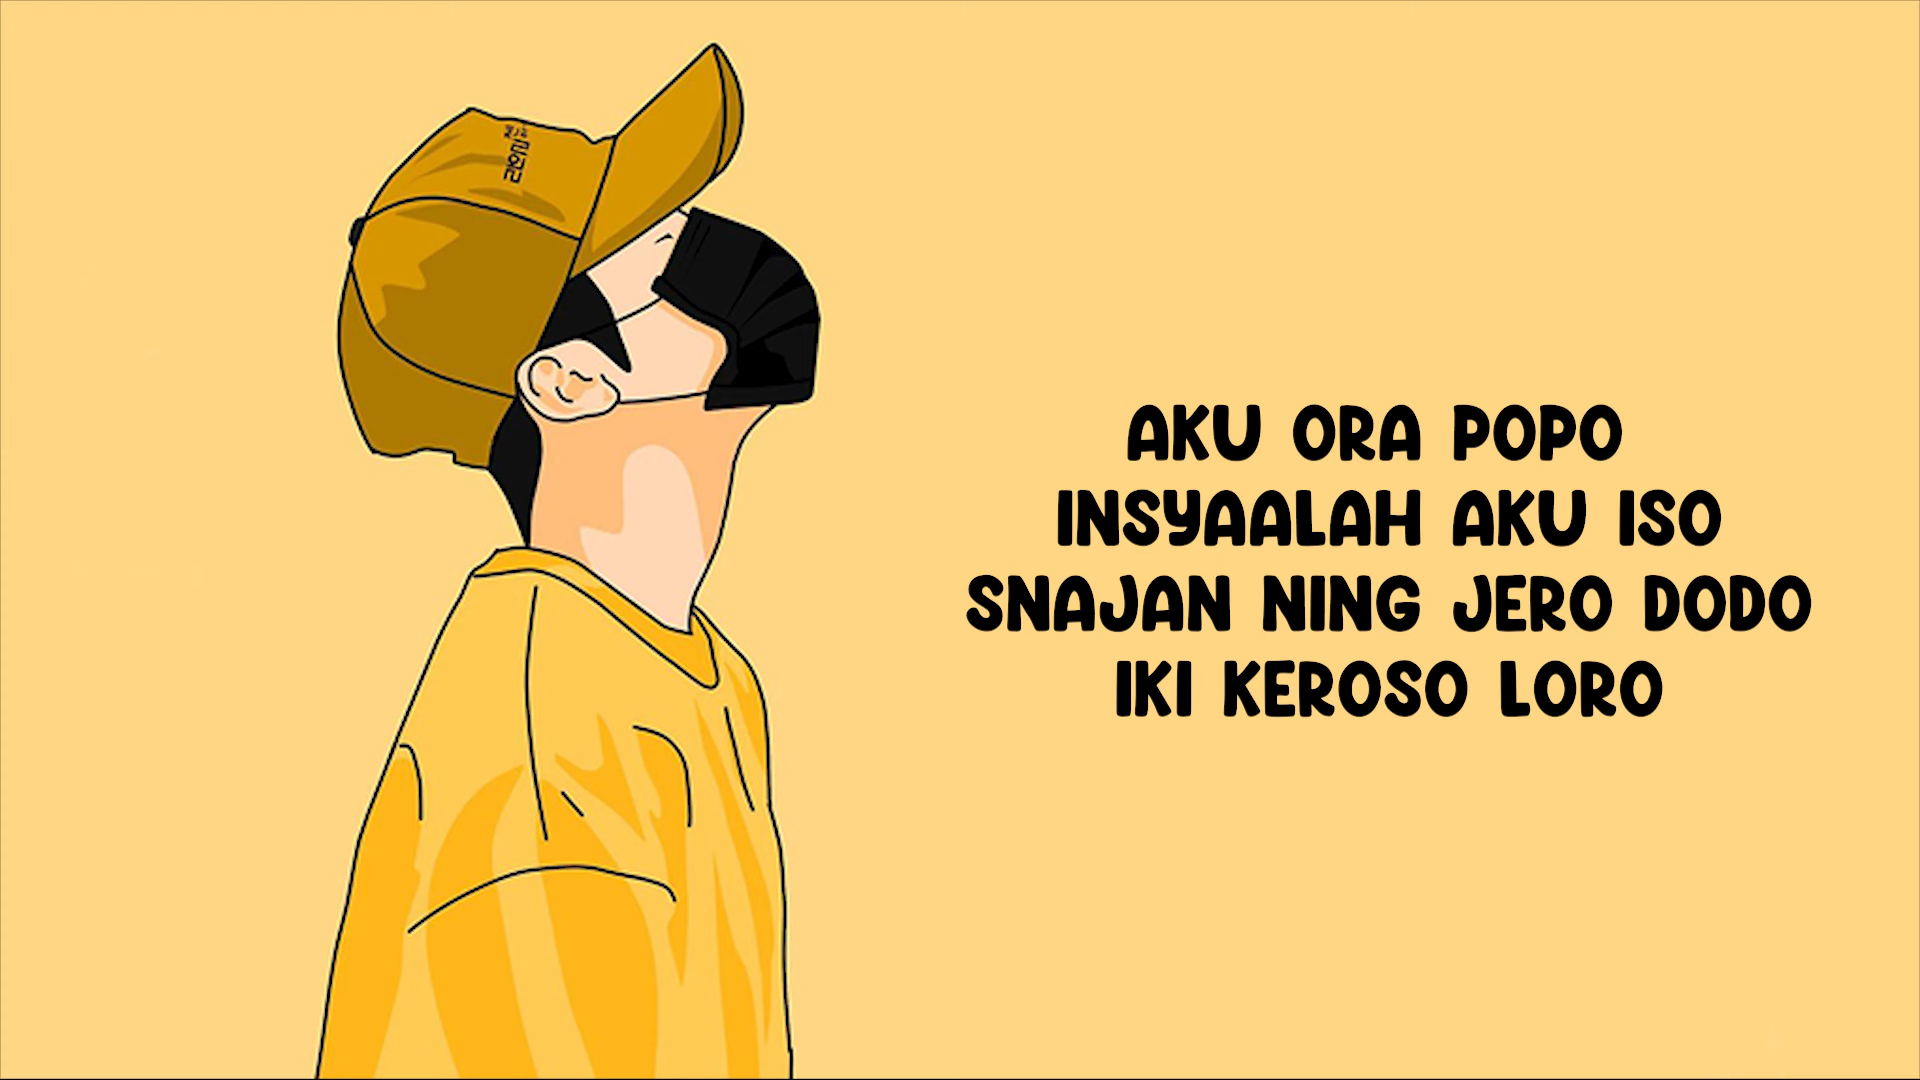 AKU ORA POPO
INSYAALAH AKU ISO
SNAJAN NING JERO DODO
IKI KEROSO LORO